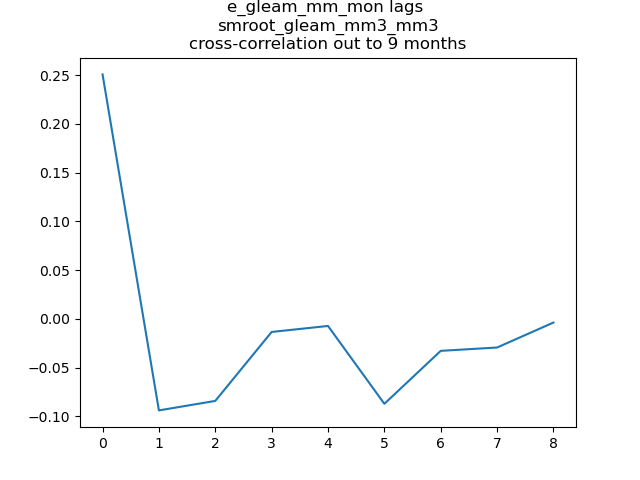 e_gleam_mm_mon lags
smroot_gleam_mm3_mm3
cross-correlation out to 9 months
0.25
0.20
0.15
0.10
0.05
0.00
−0.05
−0.10
0 1 2 3 4 5 6 7 8